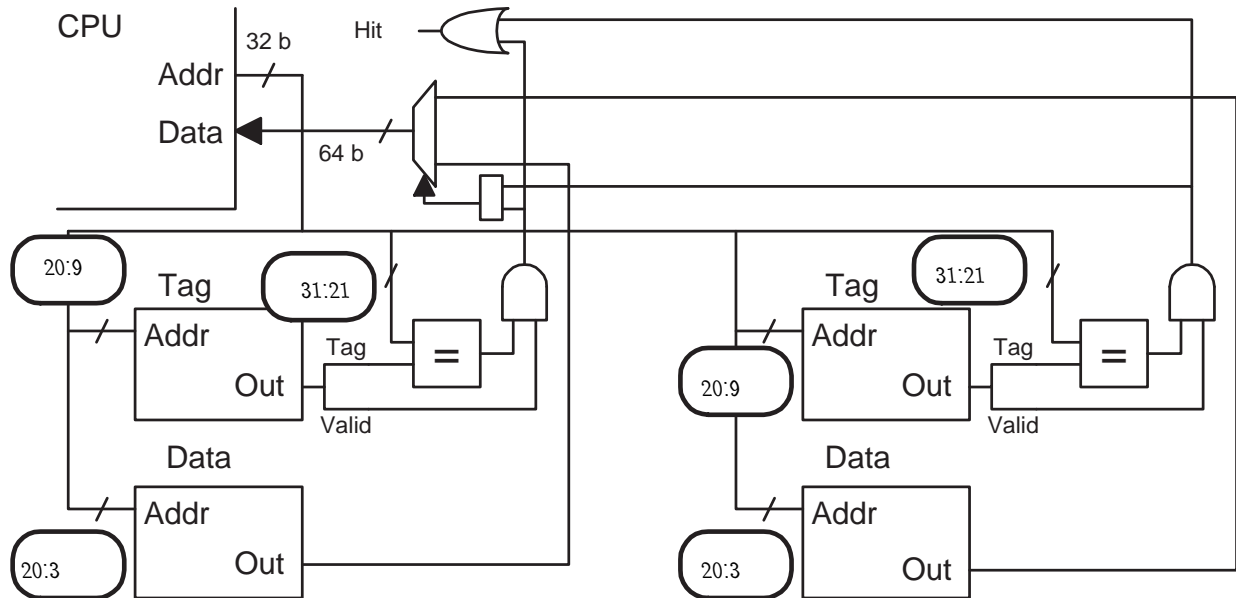 CPU
Hit
32 b
Addr
Data
64 b
20:9
Tag
31:21
Addr
Tag
=
Out
Valid
Data
Addr
Out
20:3
31:21
Tag
Addr
Tag
=
20:9
Out
Valid
Data
Addr
Out
20:3